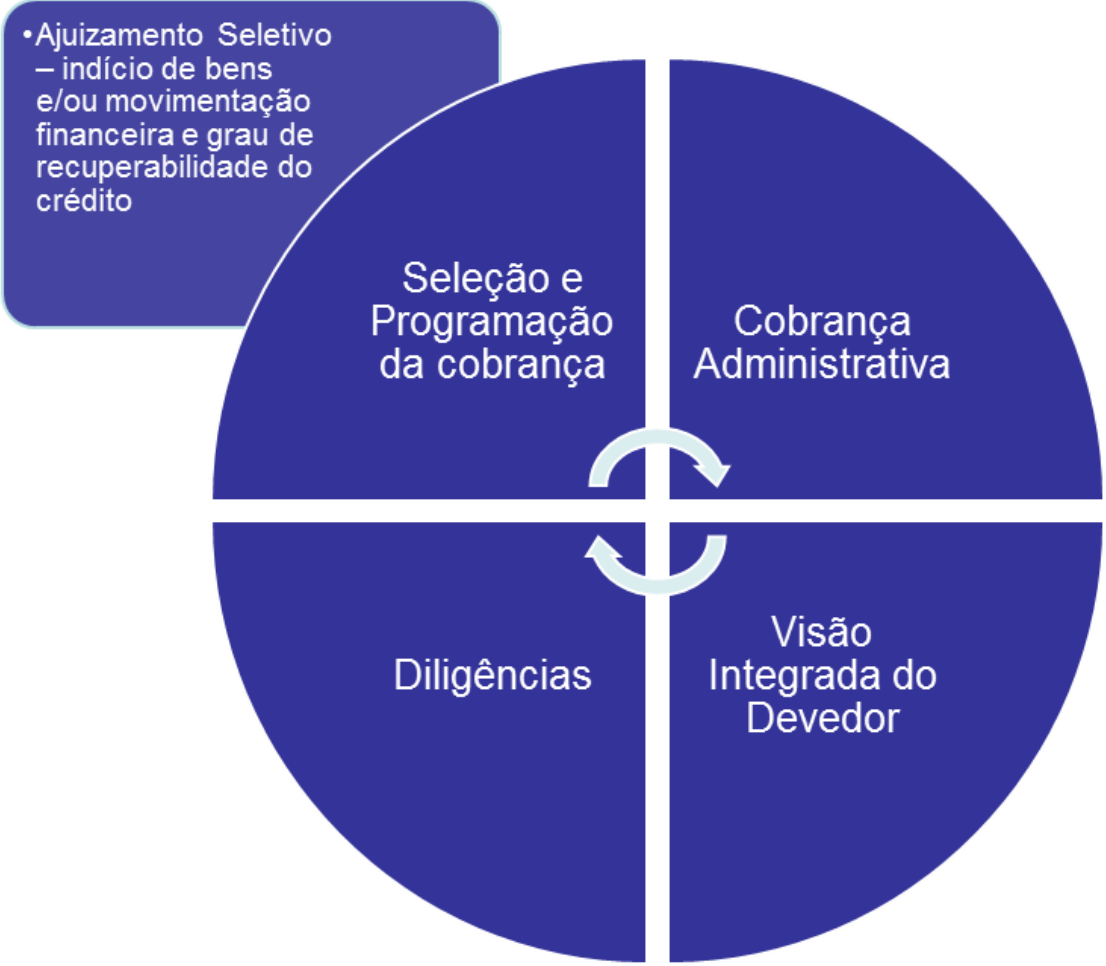 •Ajuizamento Seletivo
– indício de bens
e/ou movimentação
financeira e grau de
recuperabilidade do
crédito
Seleção e
Programação
da cobrança
Cobrança
Administrativa
Diligências
Visão
Integrada do
Devedor